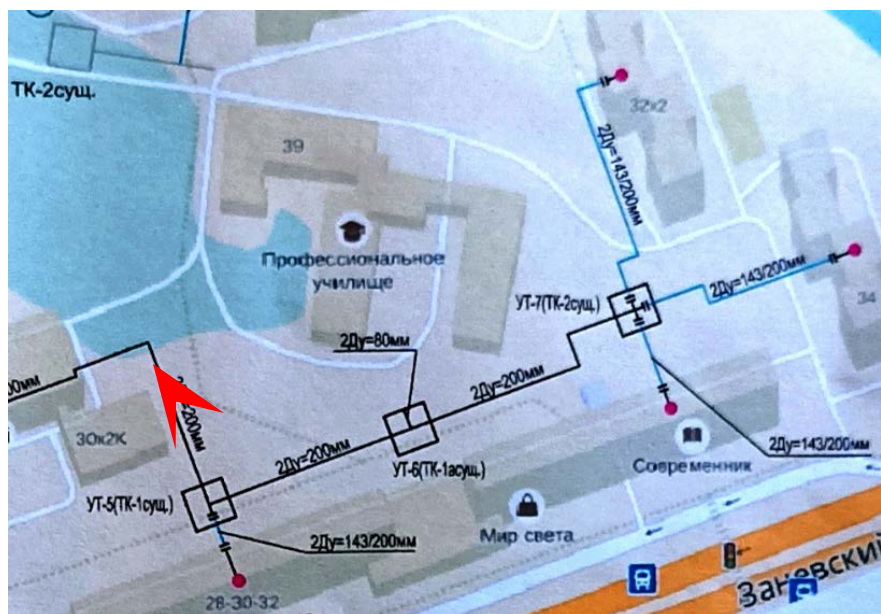 ТК-2сущ.
39
32к2
2Ду=143/200мм
Профессиональное
училище
УТ-7(ТК-2сущ.)
2Ду=143/200мм
34
2Ду=80мм
00мм
2Ду=200мм
2Ду=200мм
30к2К
УТ-6(ТК-1асущ.)
2Ду=200мм
2Ду=143/200мм
Современник
УТ-5(ТК-1сущ.)
Мир света
2Ду=143/200мм
28-30-32
Заневский